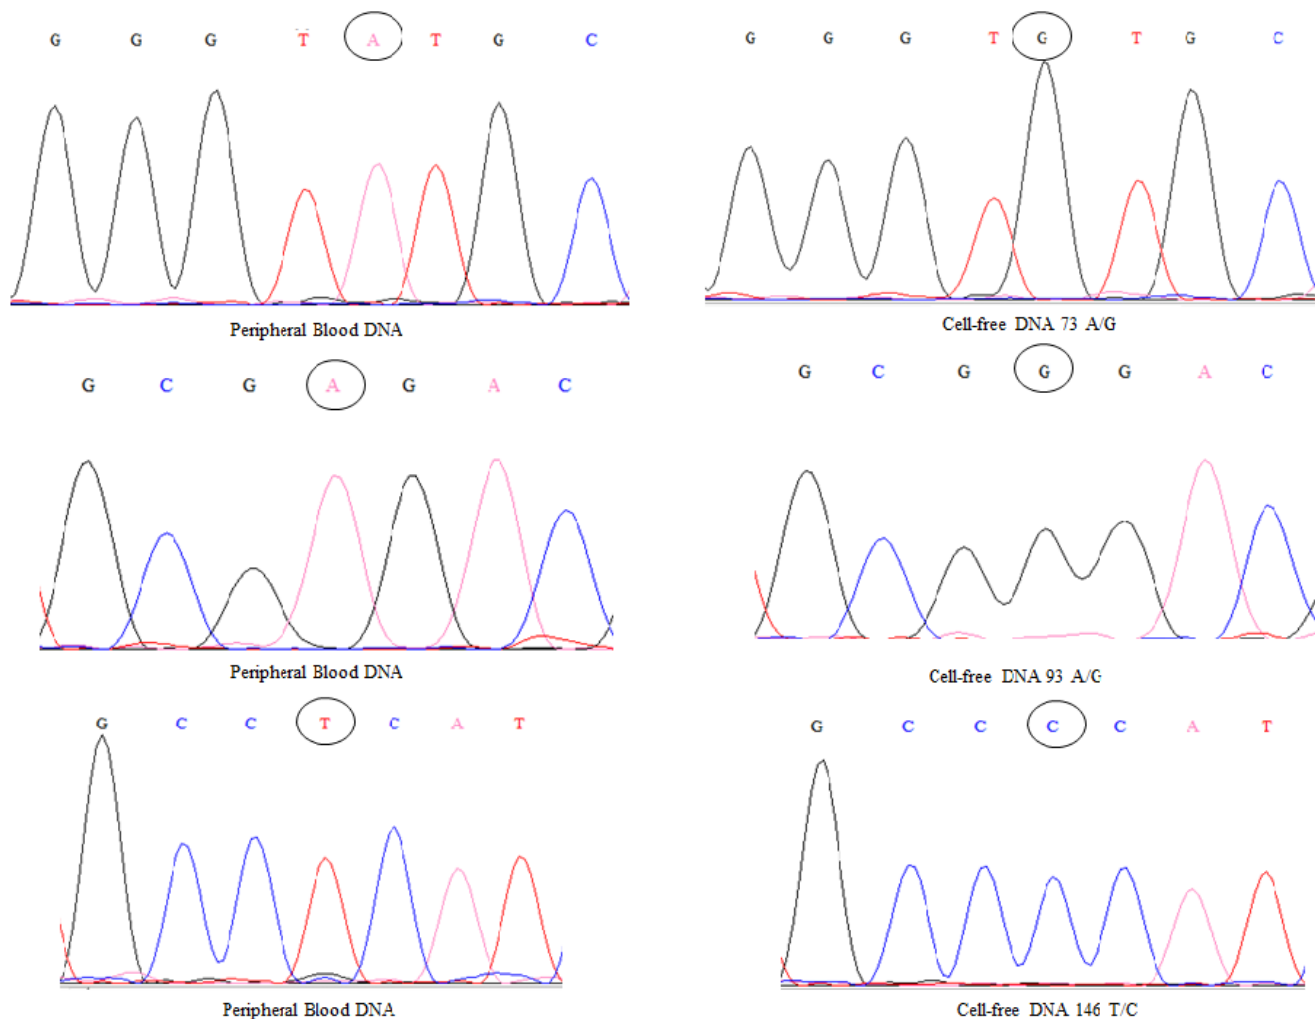 G G G T A T G C
G G G T G T G C
Peripheral Blood DNA
Cell-free DNA 73 A/G
G C G A G A C
G C G G G A C
Peripheral Blood DNA
Cell-free DNA 93 A/G
G C C T C A T
G C C C C A T
Peripheral Blood DNA
Cell-free DNA 146 T/C